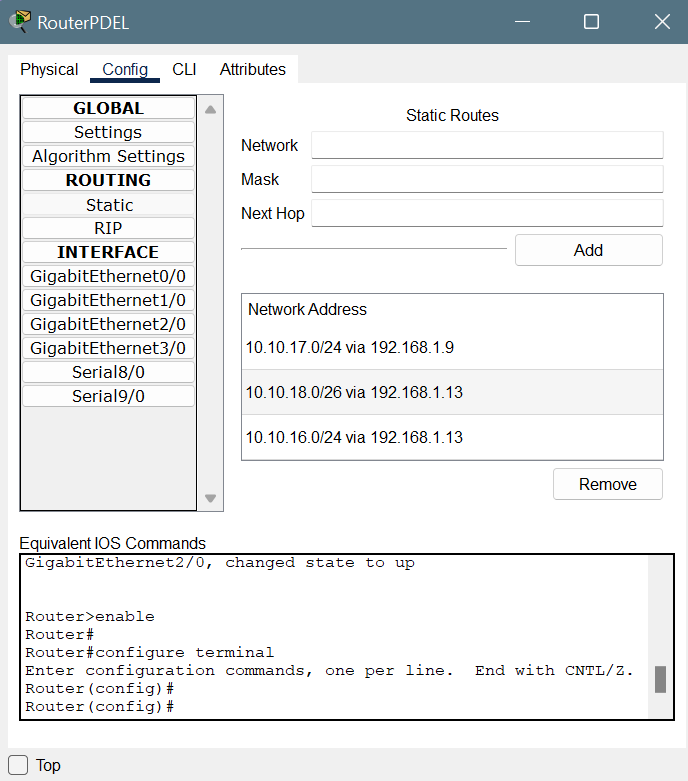 RouterPDEL
Physical Config CLI Attributes
GLOBAL
Settings
Algorithm Settings
ROUTING
Static
RIP
INTERFACE
GigabitEthernet0/0
GigabitEthernet1/0
GigabitEthernet2/0
GigabitEthernet3/0
Serial8/0
Serial9/0
Static Routes
Network
Mask
Next Hop
Add
Network Address
10.10.17.0/24 via 192.168.1.9
10.10.18.0/26 via 192.168.1.13
10.10.16.0/24 via 192.168.1.13
Remove
Equivalent IOS Commands
GigabitEthernet2/0, changed state to up
Router>enable
Router#
Router#configure terminal
Enter configuration commands, one per line.  End with CNTL/Z.
Router(config)#
Router(config)#
Top